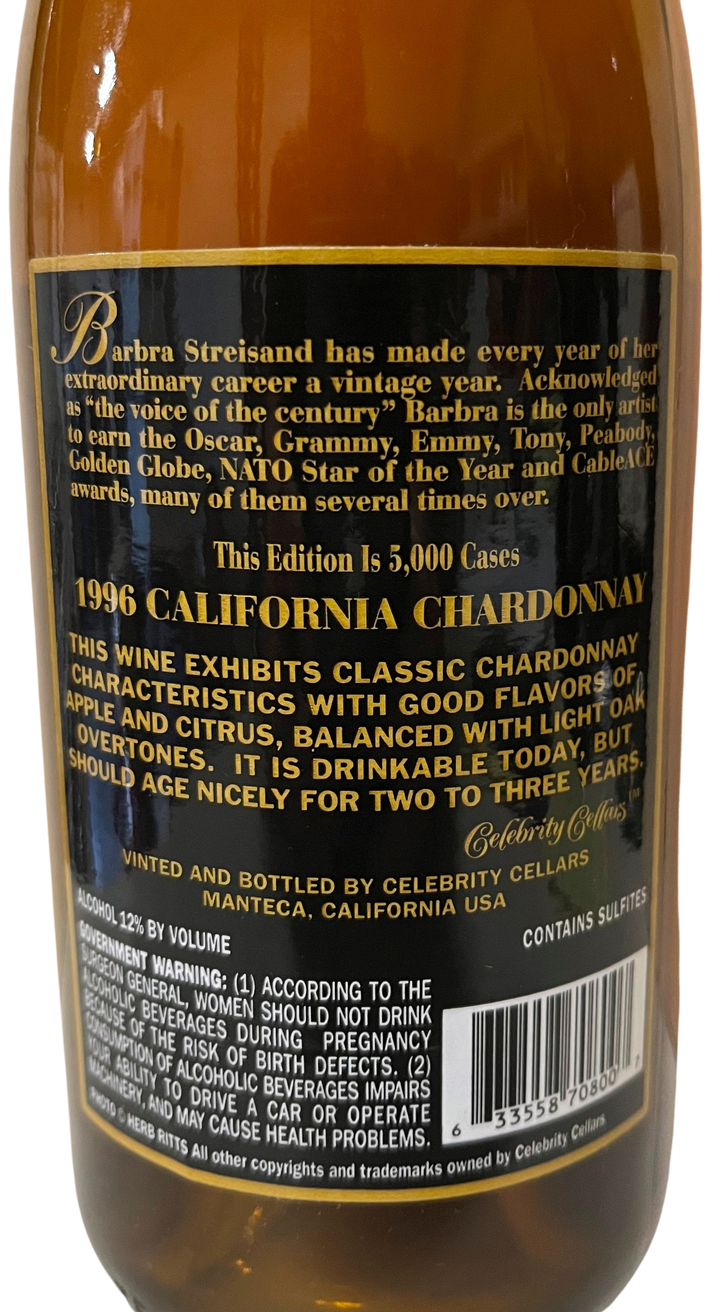 Barbra Streisand has made every year of her
extraordinary career a vintage year. Acknowledged
as “the voice of the century” Barbra is the only artist
to earn the Oscar, Grammy, Emmy, Tony, Peabody,
Golden Globe, NATO Star of the Year and CableACE
awards, many of them several times over.
This Edition Is 5,000 Cases
1996 CALIFORNIA CHARDONNAY
THIS WINE EXHIBITS CLASSIC CHARDONNAY
CHARACTERISTICS WITH GOOD FLAVORS OF
APPLE AND CITRUS, BALANCED WITH LIGHT OAK
OVERTONES. IT IS DRINKABLE TODAY, BUT
SHOULD AGE NICELY FOR TWO TO THREE YEARS.
Celebrity Cellars™
VINTED AND BOTTLED BY CELEBRITY CELLARS
MANTECA, CALIFORNIA USA
ALCOHOL 12% BY VOLUME
CONTAINS SULFITES
GOVERNMENT WARNING: (1) ACCORDING TO THE
SURGEON GENERAL, WOMEN SHOULD NOT DRINK
ALCOHOLIC BEVERAGES DURING PREGNANCY
BECAUSE OF THE RISK OF BIRTH DEFECTS. (2)
CONSUMPTION OF ALCOHOLIC BEVERAGES IMPAIRS
YOUR ABILITY TO DRIVE A CAR OR OPERATE
MACHINERY, AND MAY CAUSE HEALTH PROBLEMS.
6 33558 70800 7
PHOTO © HERB RITTS All other copyrights and trademarks owned by Celebrity Cellars